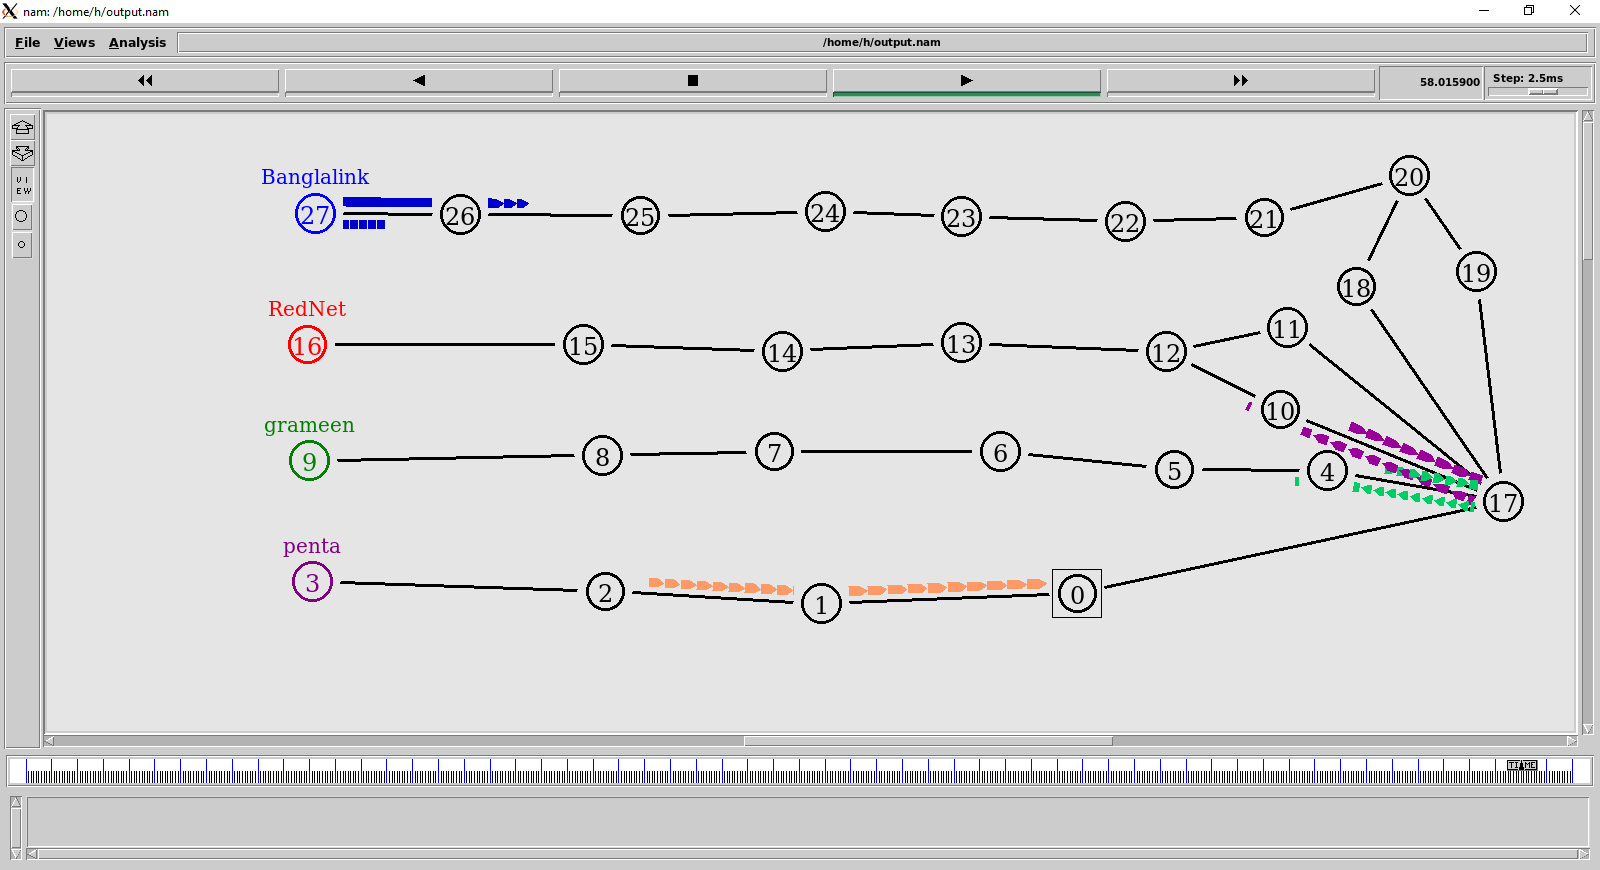 nam: /home/h/output.nam
File Views Analysis /home/h/output.nam
58.015900 Step: 2.5ms
VIEW
Banglalink
27 26 25 24 23 22 21 20
19
18
RedNet
16 15 14 13 12 11
10
grameen
9 8 7 6 5 4
17
penta
3 2 1 0
TIME